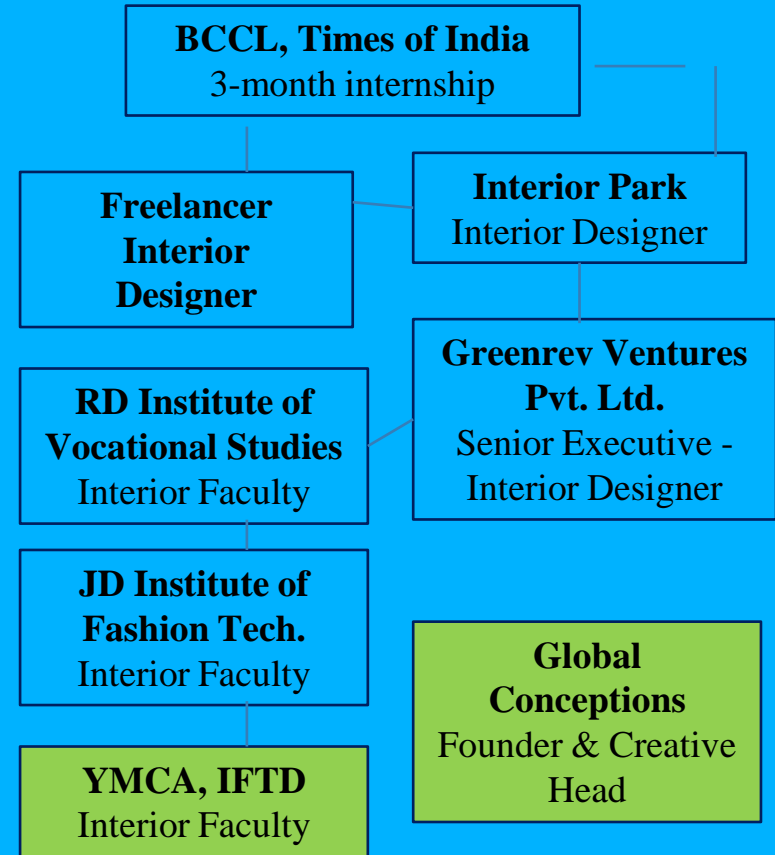 BCCL, Times of India
3-month internship
Freelancer
Interior
Designer
Interior Park
Interior Designer
Greenrev Ventures
Pvt. Ltd.
Senior Executive -
Interior Designer
RD Institute of
Vocational Studies
Interior Faculty
JD Institute of
Fashion Tech.
Interior Faculty
Global
Conceptions
Founder & Creative
Head
YMCA, IFTD
Interior Faculty